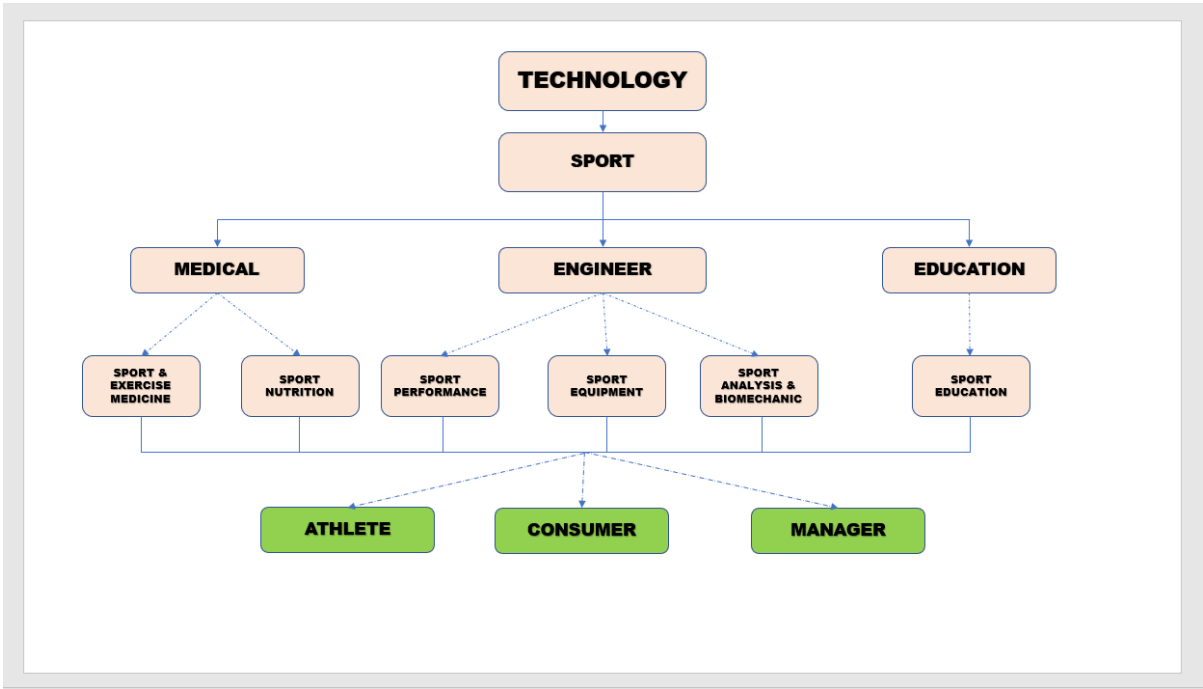 TECHNOLOGY
SPORT
MEDICAL
ENGINEER
EDUCATION
SPORT &
EXERCISE
MEDICINE
SPORT
NUTRITION
SPORT
PERFORMANCE
SPORT
EQUIPMENT
SPORT
ANALYSIS &
BIOMECHANIC
SPORT
EDUCATION
ATHLETE
CONSUMER
MANAGER